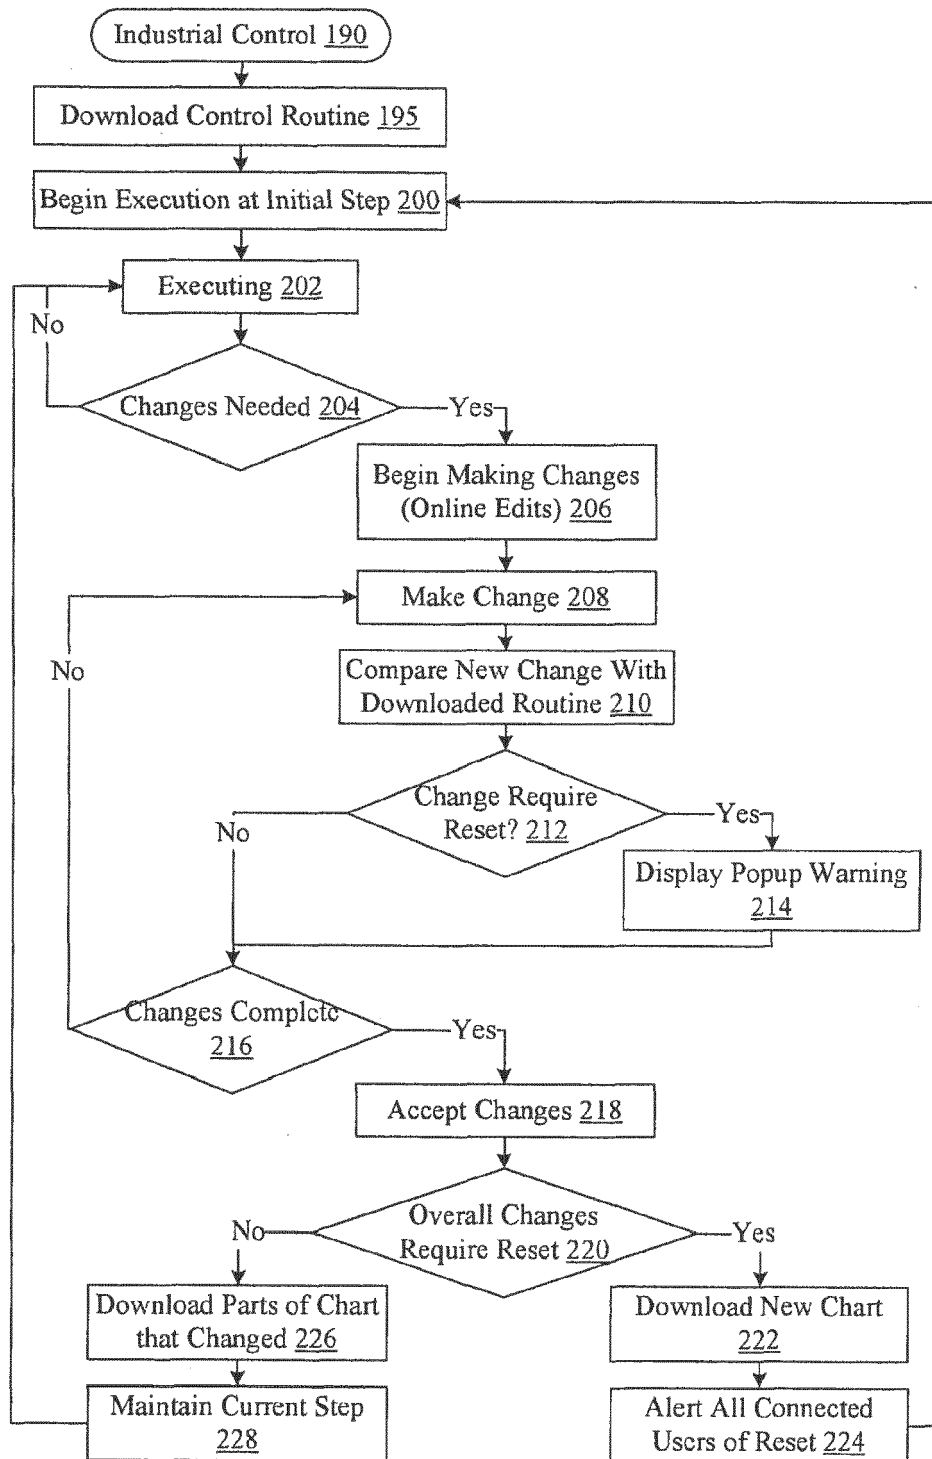 Industrial Control 190
Download Control Routine 195
Begin Execution at Initial Step 200
Executing 202
No
Changes Needed 204
Yes
Begin Making Changes
(Online Edits) 206
Make Change 208
No
Compare New Change With
Downloaded Routine 210
Change Require
Reset? 212
No
Yes
Display Popup Warning
214
Changes Complete
216
Yes
Accept Changes 218
Overall Changes
Require Reset 220
No
Yes
Download Parts of Chart
that Changed 226
Download New Chart
222
Maintain Current Step
228
Alert All Connected
Users of Reset 224